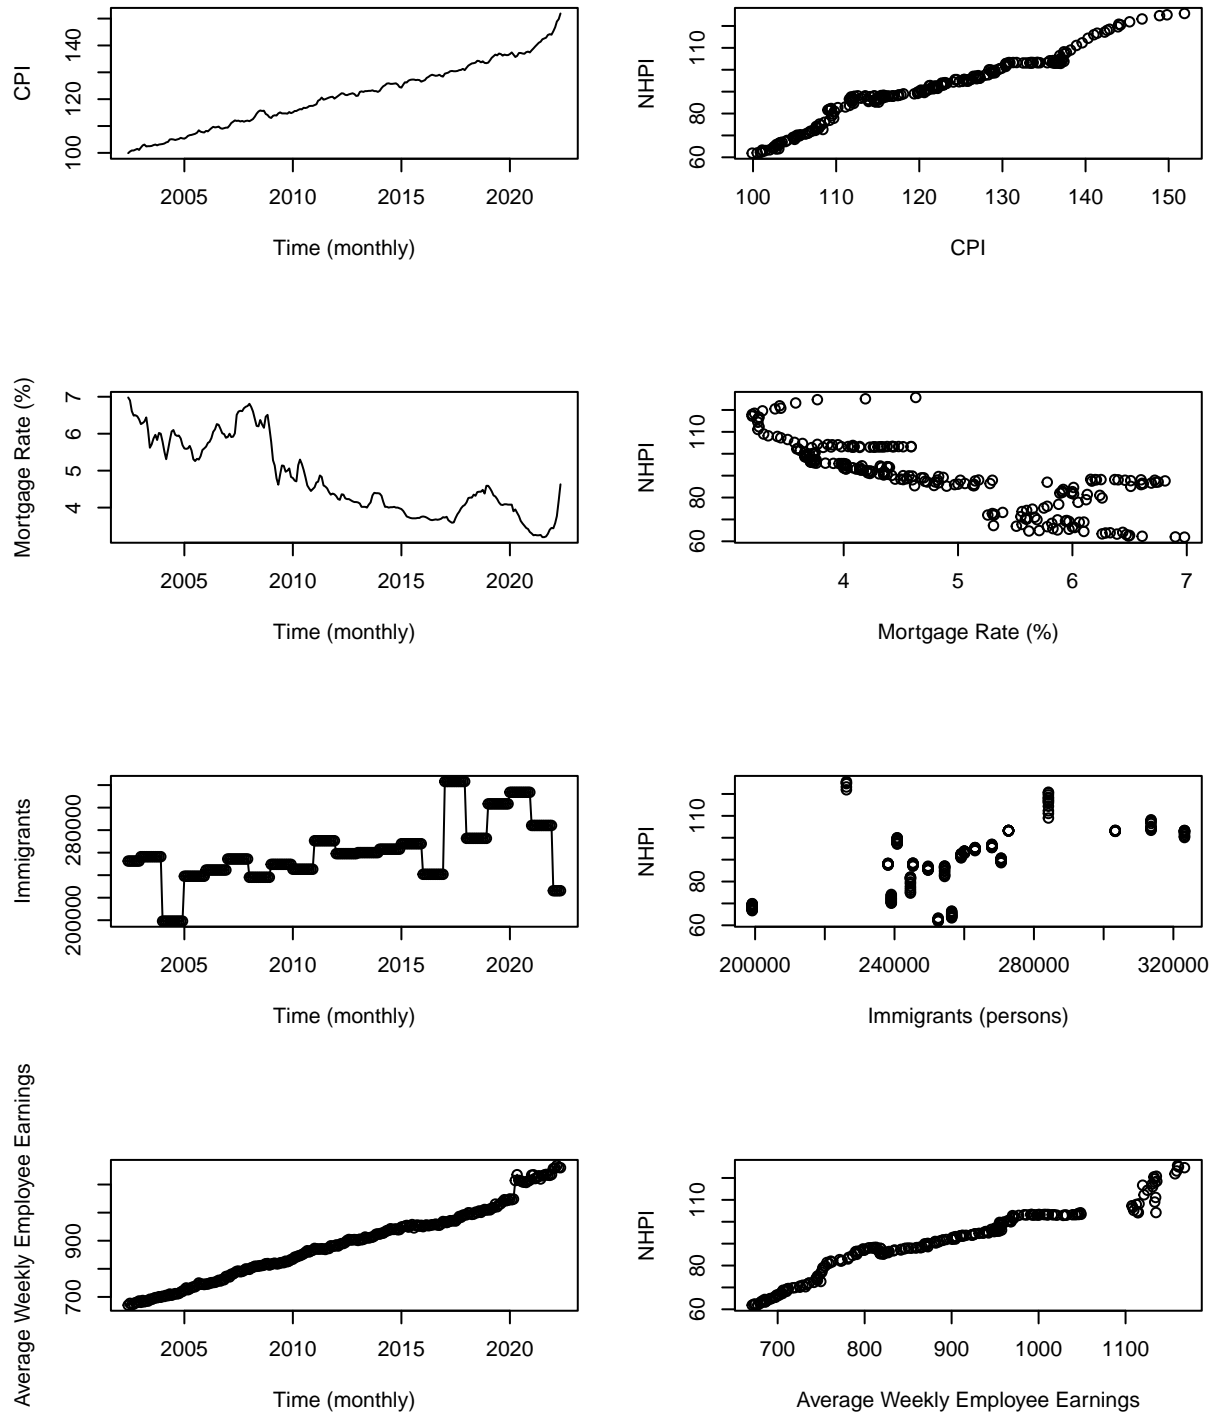 CPI
100 120 140
2005 2010 2015 2020
Time (monthly)
NHPI
60 80 110
100 110 120 130 140 150
CPI
Mortgage Rate (%)
4 5 6 7
2005 2010 2015 2020
Time (monthly)
NHPI
60 80 110
4 5 6 7
Mortgage Rate (%)
Immigrants
200000 280000
2005 2010 2015 2020
Time (monthly)
NHPI
60 80 110
200000 240000 280000 320000
Immigrants (persons)
Average Weekly Employee Earnings
700 900
2005 2010 2015 2020
Time (monthly)
NHPI
60 80 110
700 800 900 1000 1100
Average Weekly Employee Earnings